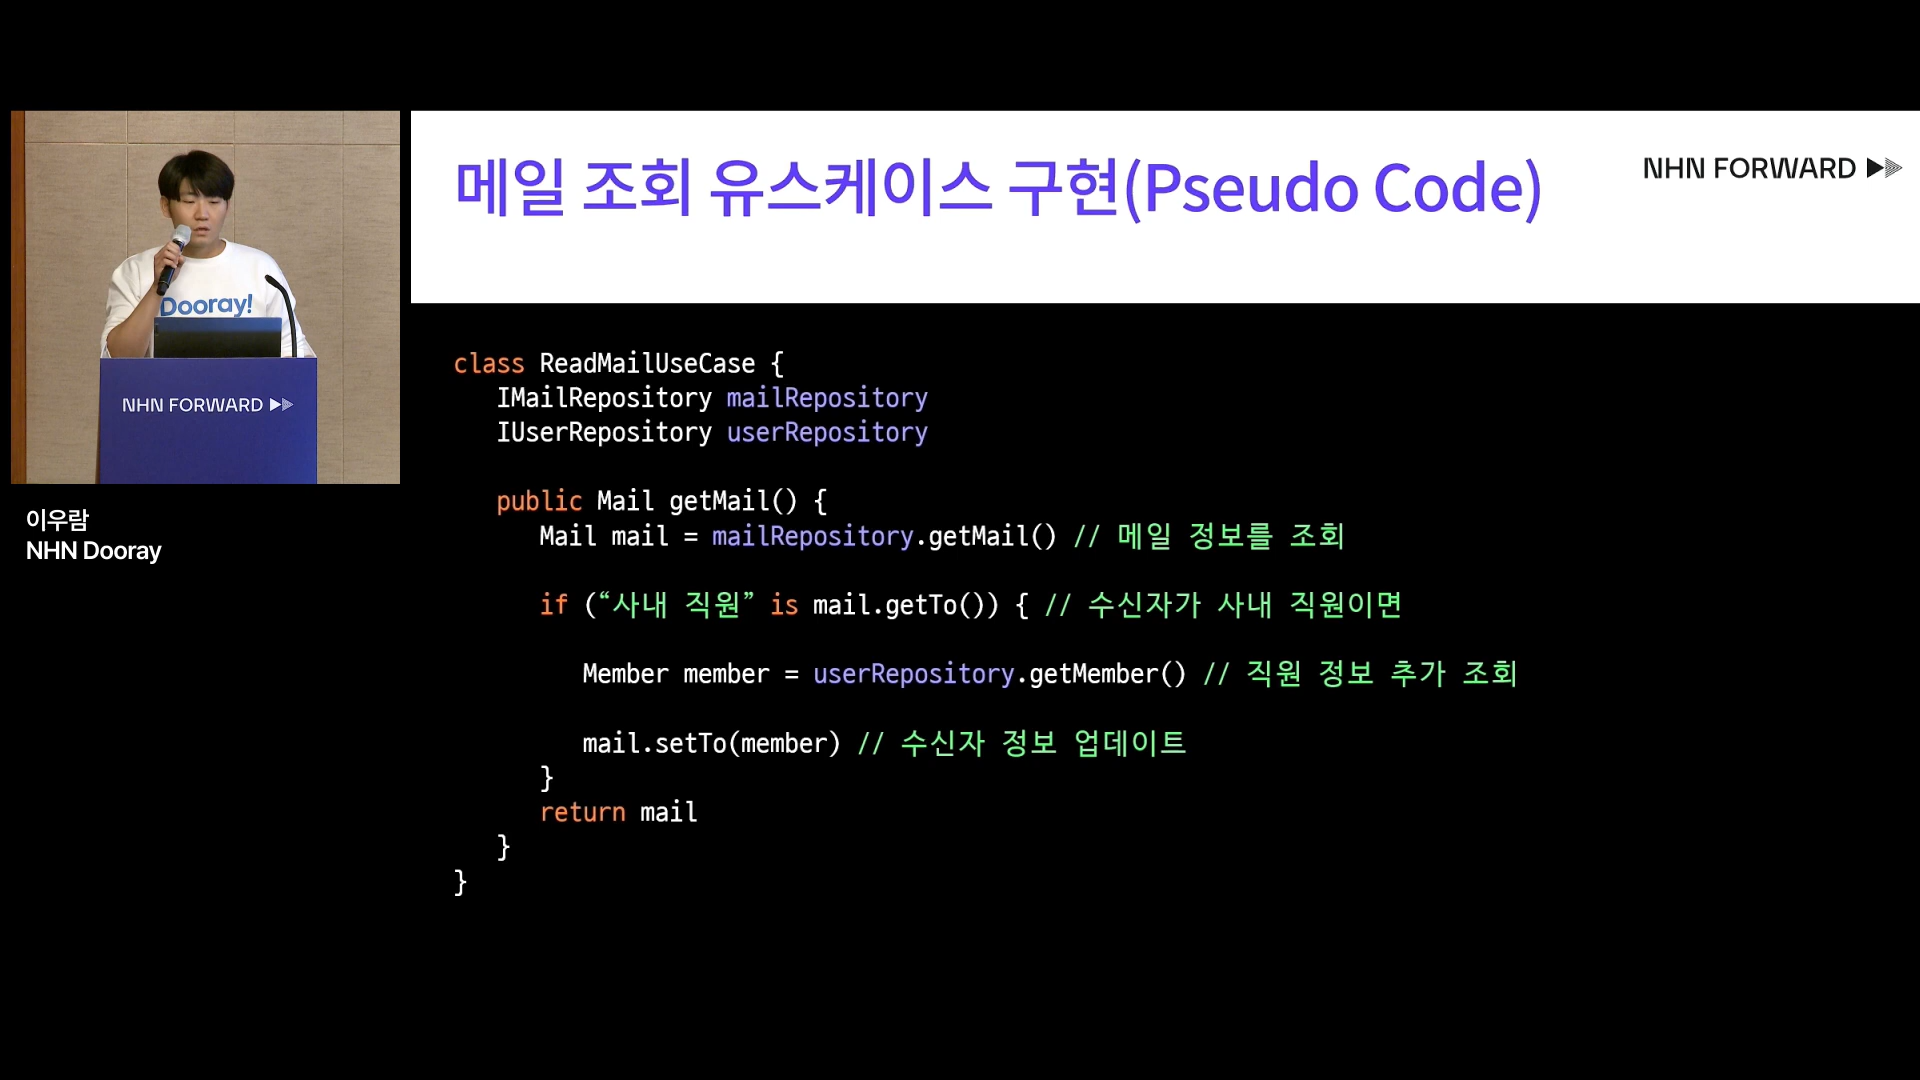 메일 조회 유스케이스 구현(Pseudo Code)
NHN FORWARD
Dooray!
NHN FORWARD
이우람
NHN Dooray
class ReadMailUseCase {
IMailRepository mailRepository
IUserRepository userRepository
public Mail getMail() {
Mail mail = mailRepository.getMail() // 메일 정보를 조회
if (“사내 직원” is mail.getTo()) { // 수신자가 사내 직원이면
Member member = userRepository.getMember() // 직원 정보 추가 조회
mail.setTo(member) // 수신자 정보 업데이트
}
return mail
}
}